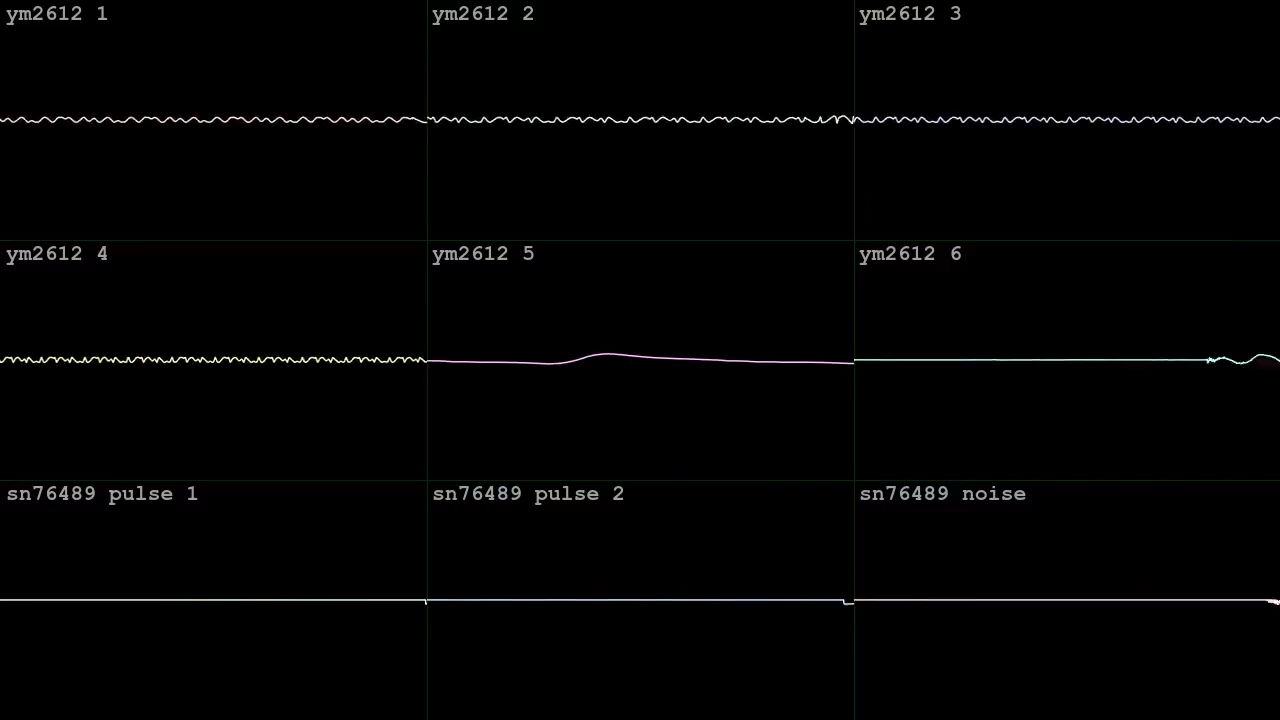 ym2612 1
ym2612 2
ym2612 3
ym2612 4
ym2612 5
ym2612 6
sn76489 pulse 1
sn76489 pulse 2
sn76489 noise